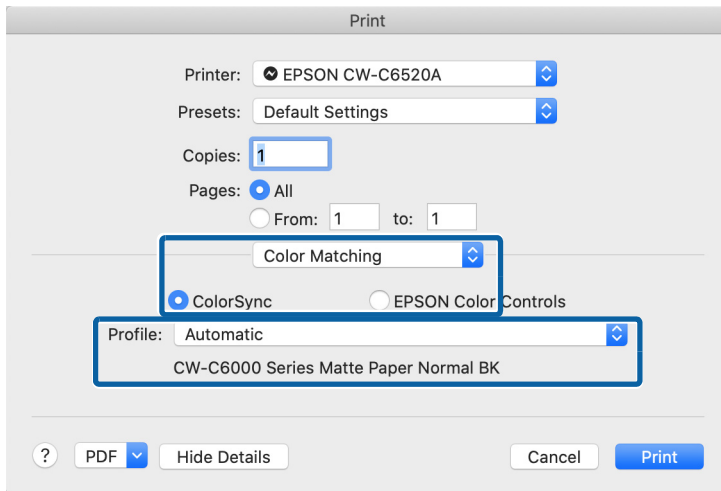 Print
Printer: EPSON CW-C6520A
Presets: Default Settings
Copies: 1
Pages: All
From: 1 to: 1
Color Matching
ColorSync EPSON Color Controls
Profile: Automatic
CW-C6000 Series Matte Paper Normal BK
? PDF Hide Details Cancel Print